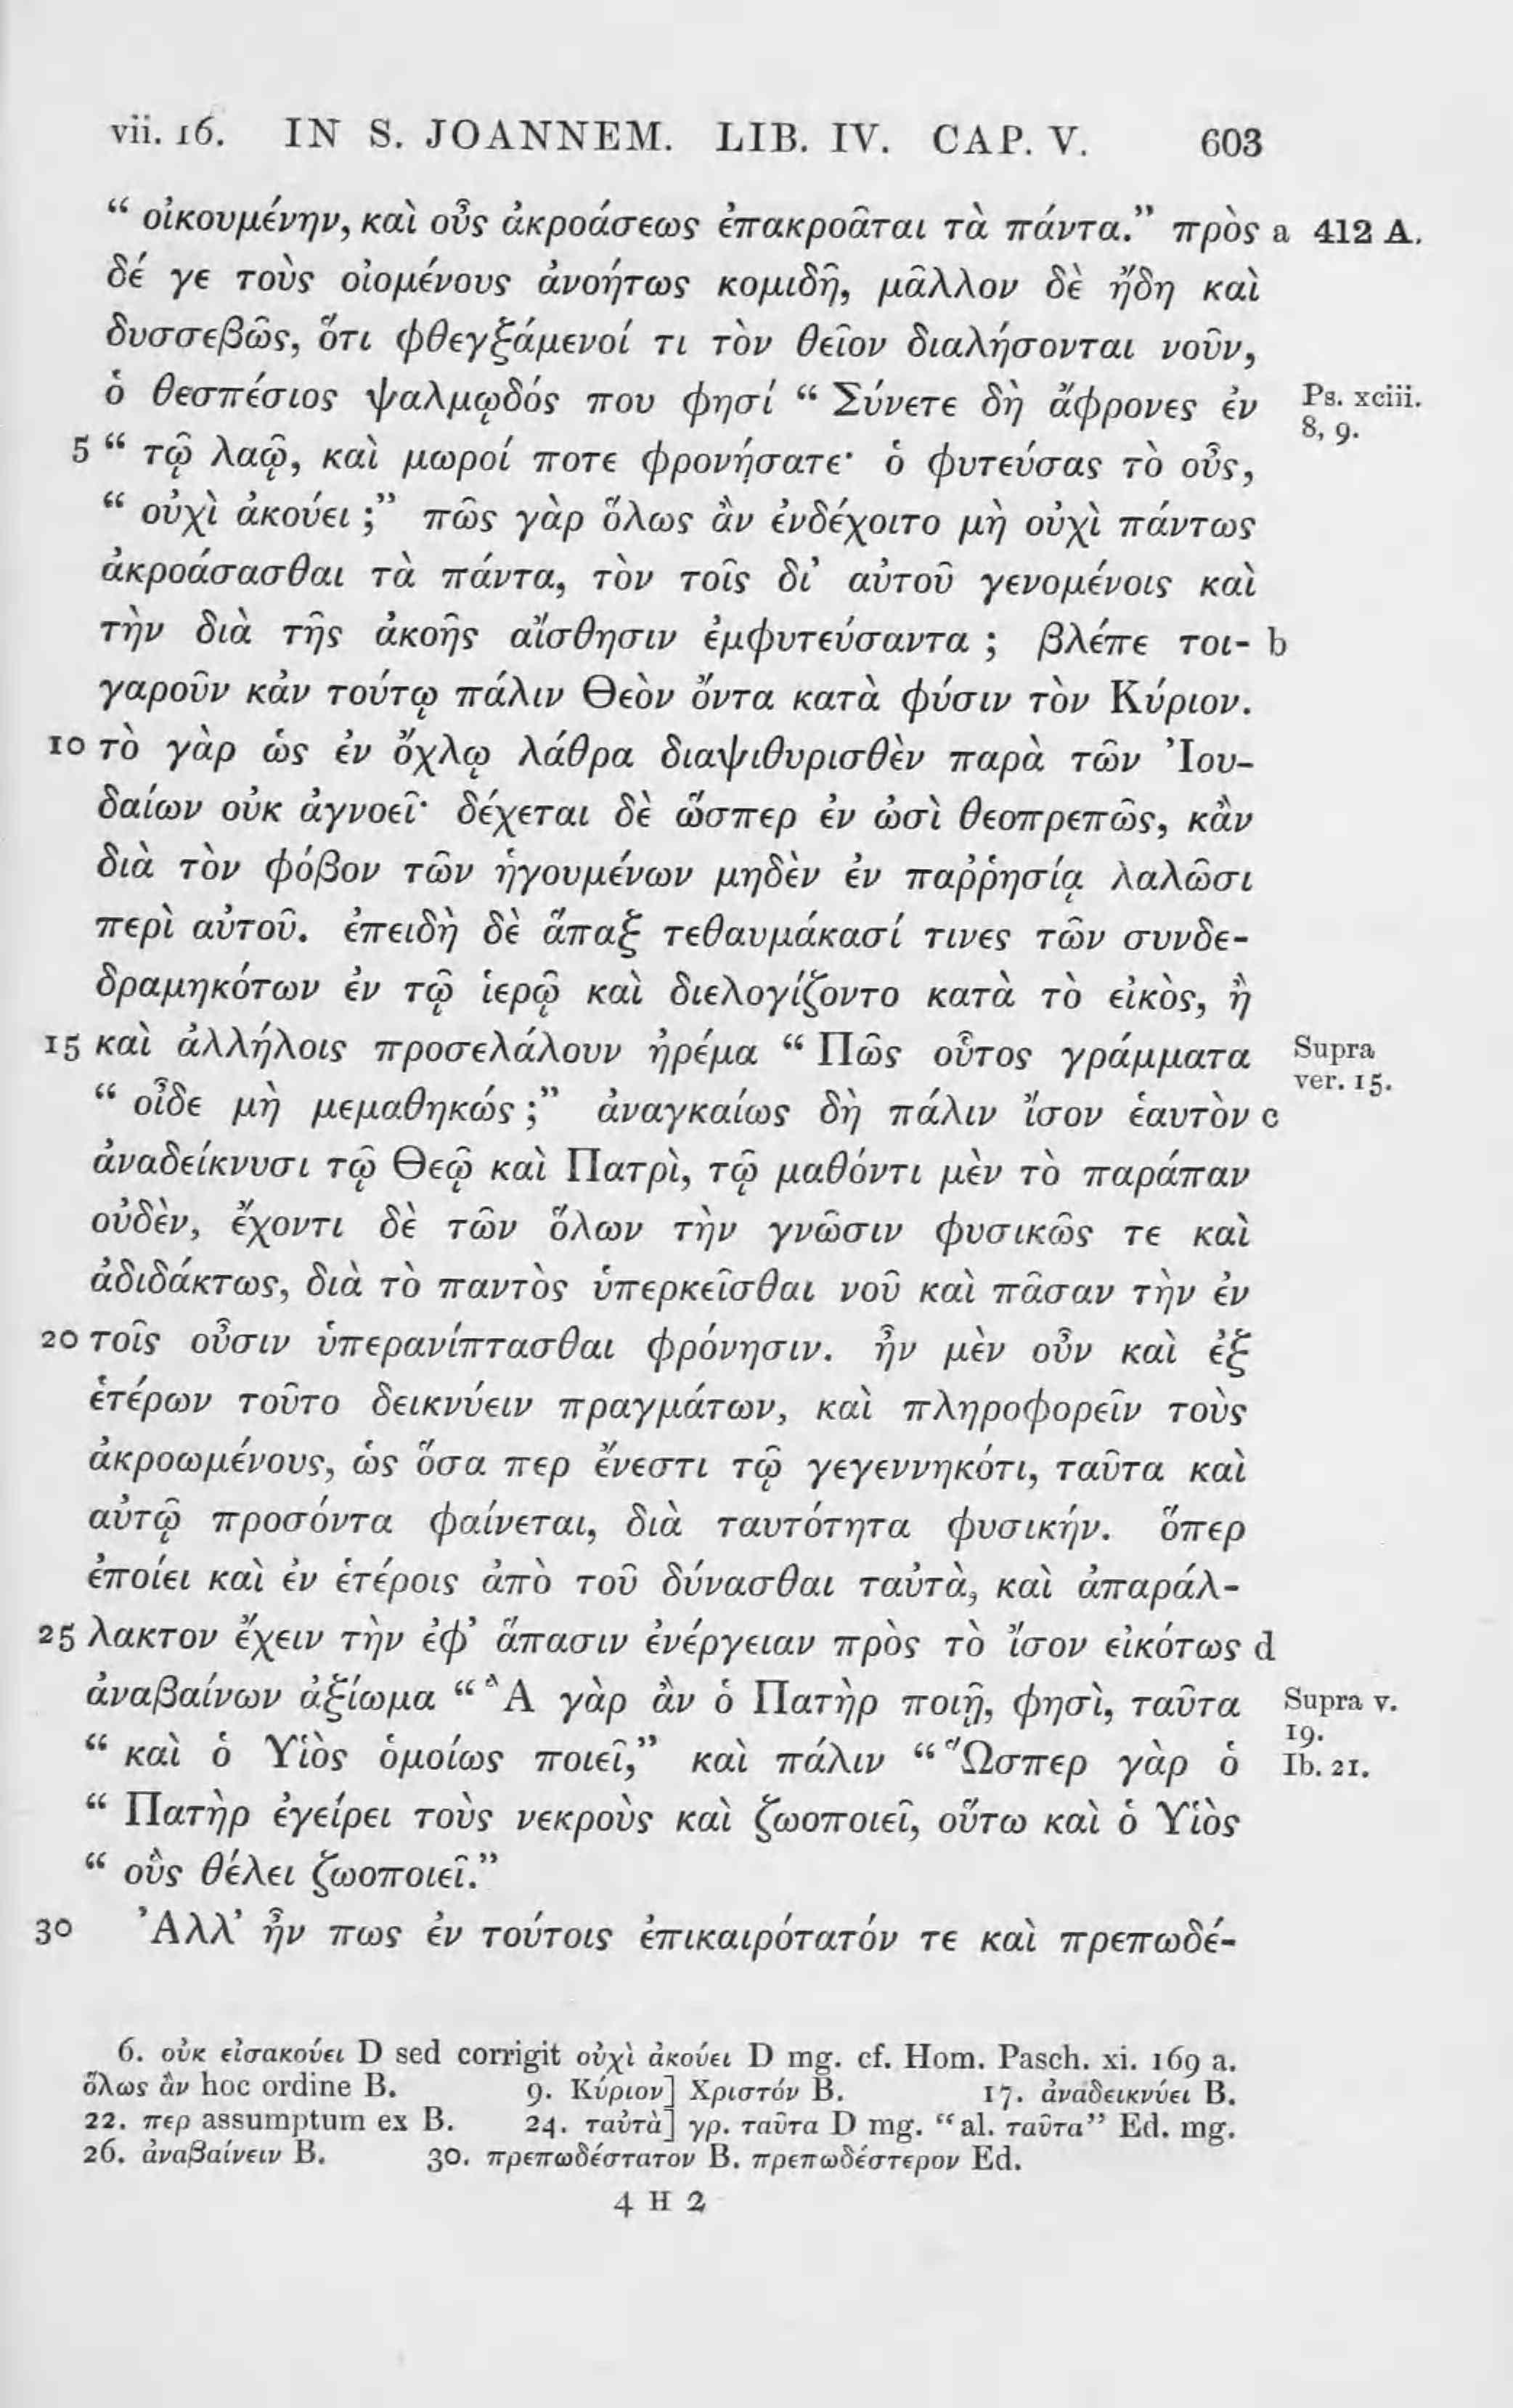 vii. 16. IN S. JOANNEM. LIB. IV. CAP. V. 603
“ οἰκουμένην, καὶ οὖς ἀκροάσεως ἐπακροᾶται τὰ πάντα.” πρὸς a 412 A.
δέ γε τοὺς οἰομένους ἀνοήτως κομιδῆ, μᾶλλον δὲ ἤδη καὶ
δυσσεβῶς, ὅτι φθεγξάμενοί τι τὸν θεῖον διαλήσονται νοῦν,
ὁ θεσπέσιος ψαλμῳδός που φησί “ Σύνετε δὴ ἄφρονες ἐν Ps. xciii.
8, 9.
5 “ τῷ λαῷ, καὶ μωροί ποτε φρονήσατε· ὁ φυτεύσας τὸ οὖς,
“ οὐχὶ ἀκούει ;” πῶς γὰρ ὅλως ἂν ἐνδέχοιτο μὴ οὐχὶ πάντως
ἀκροάσασθαι τὰ πάντα, τὸν τοῖς δι’ αὐτοῦ γενομένοις καὶ
τὴν διὰ τῆς ἀκοῆς αἴσθησιν ἐμφυτεύσαντα ; βλέπε τοι- b
γαροῦν κἀν τούτῳ πάλιν Θεὸν ὄντα κατὰ φύσιν τὸν Κύριον.
10 τὸ γὰρ ὡς ἐν ὄχλῳ λάθρα διαψιθυρισθὲν παρὰ τῶν Ἰου-
δαίων οὐκ ἀγνοεῖ· δέχεται δὲ ὥσπερ ἐν ὠσὶ θεοπρεπῶς, κἂν
διὰ τὸν φόβον τῶν ἡγουμένων μηδὲν ἐν παῤῥησίᾳ λαλῶσι
περὶ αὐτοῦ. ἐπειδὴ δὲ ἅπαξ τεθαυμάκασί τινες τῶν συνδε-
δραμηκότων ἐν τῷ ἱερῷ καὶ διελογίζοντο κατὰ τὸ εἰκὸς, ἢ
15 καὶ ἀλλήλοις προσελάλουν ἠρέμα “ Πῶς οὗτος γράμματα Supra
ver. 15.
“ οἶδε μὴ μεμαθηκώς ;” ἀναγκαίως δὴ πάλιν ἴσον ἑαυτὸν c
ἀναδείκνυσι τῷ Θεῷ καὶ Πατρὶ, τῷ μαθόντι μὲν τὸ παράπαν
οὐδὲν, ἔχοντι δὲ τῶν ὅλων τὴν γνῶσιν φυσικῶς τε καὶ
ἀδιδάκτως, διὰ τὸ παντὸς ὑπερκεῖσθαι νοῦ καὶ πᾶσαν τὴν ἐν
20 τοῖς οὖσιν ὑπερανίπτασθαι φρόνησιν. ἦν μὲν οὖν καὶ ἐξ
ἑτέρων τοῦτο δεικνύειν πραγμάτων, καὶ πληροφορεῖν τοὺς
ἀκροωμένους, ὡς ὅσα περ ἔνεστι τῷ γεγεννηκότι, ταῦτα καὶ
αὐτῷ προσόντα φαίνεται, διὰ ταυτότητα φυσικήν. ὅπερ
ἐποίει καὶ ἐν ἑτέροις ἀπὸ τοῦ δύνασθαι ταὐτὰ, καὶ ἀπαράλ-
25 λακτον ἔχειν τὴν ἐφ’ ἅπασιν ἐνέργειαν πρὸς τὸ ἴσον εἰκότως d
ἀναβαίνων ἀξίωμα “ Ἃ γὰρ ἂν ὁ Πατὴρ ποιῇ, φησὶ, ταῦτα Supra v.
19.
“ καὶ ὁ Υἱὸς ὁμοίως ποιεῖ,” καὶ πάλιν “ Ὥσπερ γὰρ ὁ Ib. 21.
“ Πατὴρ ἐγείρει τοὺς νεκροὺς καὶ ζωοποιεῖ, οὕτω καὶ ὁ Υἱὸς
“ οὓς θέλει ζωοποιεῖ.”
30 Ἀλλ’ ἦν πως ἐν τούτοις ἐπικαιρότατόν τε καὶ πρεπωδέ-
6. οὐκ εἰσακούει D sed corrigit οὐχὶ ἀκούει D mg. cf. Hom. Pasch. xi. 169 a.
ὅλως ἂν hoc ordine B. 9. Κύριον] Χριστόν B. 17. ἀναδεικνύει B.
22. περ assumptum ex B. 24. ταὐτὰ] γρ. ταῦτα D mg. “ al. ταῦτα” Ed. mg.
26. ἀναβαίνειν B. 30. πρεπωδέστατον B. πρεπωδέστερον Ed.
4 H 2